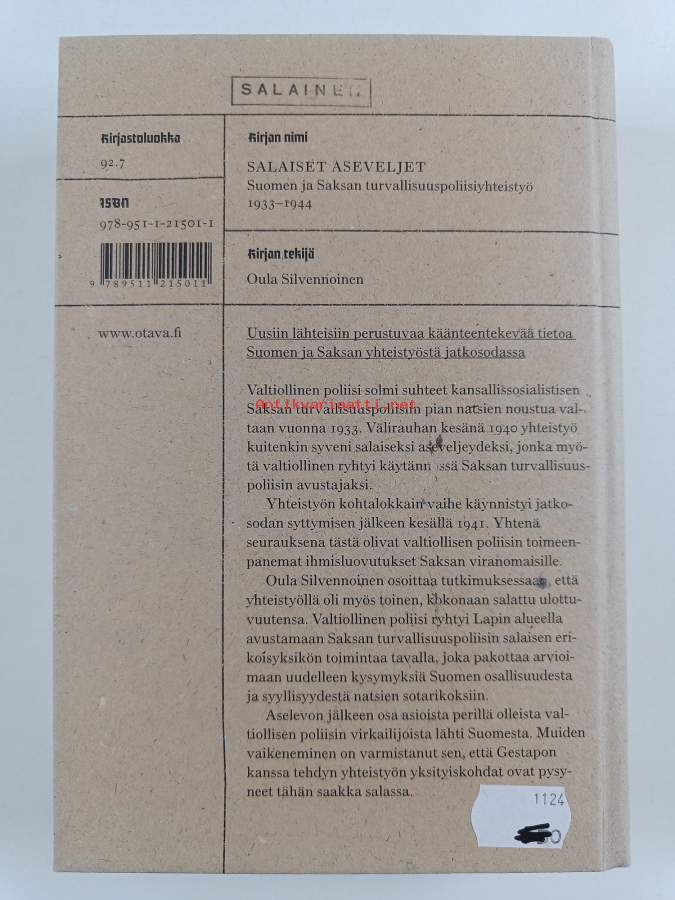 SALAINEN
Kirjastoluokka
92.7
ISBN
978-951-1-21501-1
9 789511 215011
Kirjan nimi
SALAISET ASEVELJET
Suomen ja Saksan turvallisuuspoliisiyhteistyö
1933–1944
Kirjan tekijä
Oula Silvennoinen
www.otava.fi
Uusiin lähteisiin perustuvaa käänteentekevää tietoa
Suomen ja Saksan yhteistyöstä jatkosodassa
Valtiollinen poliisi solmi suhteet kansallissosialistisen
Antikvariaatti.net
Saksan turvallisuuspoliisiin pian natsien noustua val-
taan vuonna 1933. Välirauhan kesänä 1940 yhteistyö
kuitenkin syveni salaiseksi aseveljeydeksi, jonka myö-
tä valtiollinen ryhtyi käytännössä Saksan turvallisuus-
poliisin avustajaksi.
Yhteistyön kohtalokkain vaihe käynnistyi jatko-
sodan syttymisen jälkeen kesällä 1941. Yhtenä
seurauksena tästä olivat valtiollisen poliisin toimeen-
panemat ihmisluovutukset Saksan viranomaisille.
Oula Silvennoinen osoittaa tutkimuksessaan, että
yhteistyöllä oli myös toinen, kokonaan salattu ulottu-
vuutensa. Valtiollinen poliisi ryhtyi Lapin alueella
avustamaan Saksan turvallisuuspoliisin salaisen eri-
koisyksikön toimintaa tavalla, joka pakottaa arvioi-
maan uudelleen kysymyksiä Suomen osallisuudesta
ja syyllisyydestä natsien sotarikoksiin.
Aselevon jälkeen osa asioista perillä olleista val-
tiollisen poliisin virkailijoista lähti Suomesta. Muiden
vaikeneminen on varmistanut sen, että Gestapon
kanssa tehdyn yhteistyön yksityiskohdat ovat pysy-
neet tähän saakka salassa.
1124